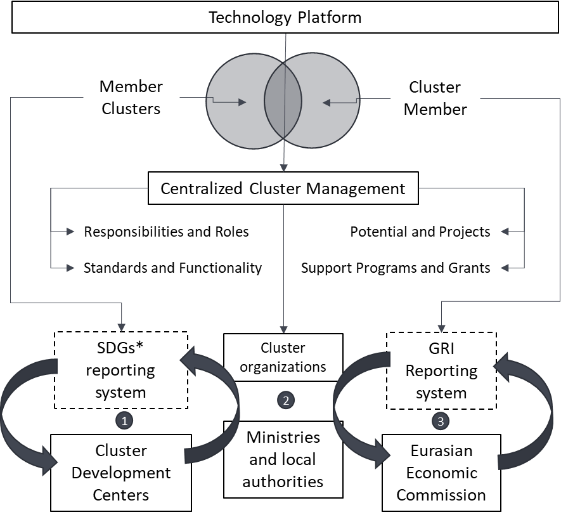 Technology Platform
Member
Clusters
Cluster
Member
Centralized Cluster Management
Responsibilities and Roles
Potential and Projects
Standards and Functionality
Support Programs and Grants
SDGs*
reporting
system
Cluster
organizations
GRI
Reporting
system
1
2
3
Cluster
Development
Centers
Ministries
and local
authorities
Eurasian
Economic
Commission